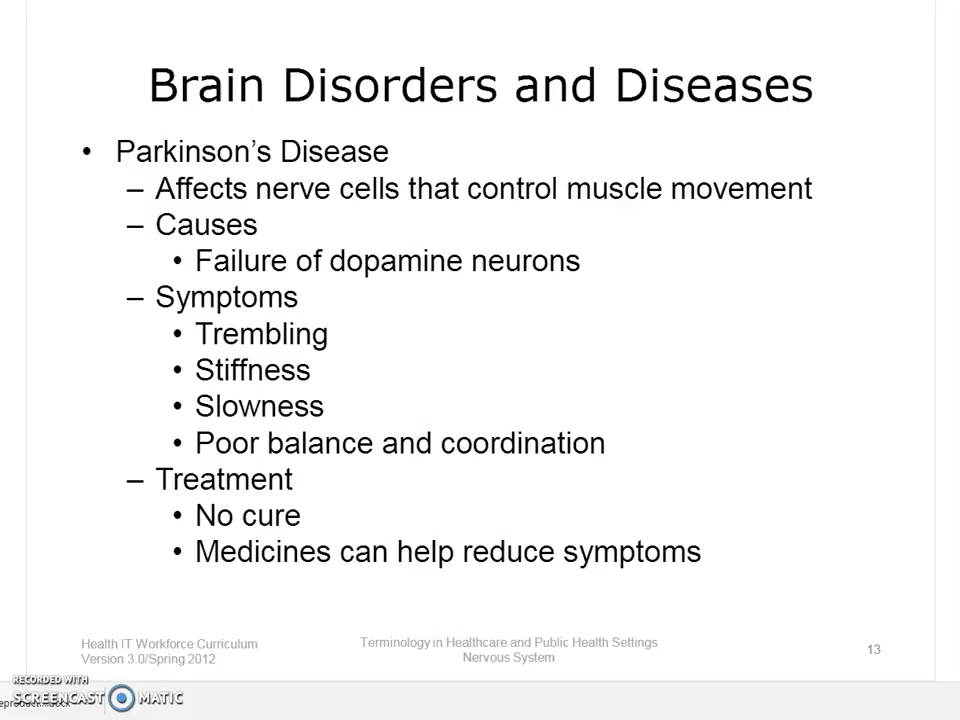 Brain Disorders and Diseases
• Parkinson’s Disease
– Affects nerve cells that control muscle movement
– Causes
• Failure of dopamine neurons
– Symptoms
• Trembling
• Stiffness
• Slowness
• Poor balance and coordination
– Treatment
• No cure
• Medicines can help reduce symptoms
Health IT Workforce Curriculum
Version 3.0/Spring 2012
Terminology in Healthcare and Public Health Settings
Nervous System
13
RECORDED WITH
SCREENCAST MATIC